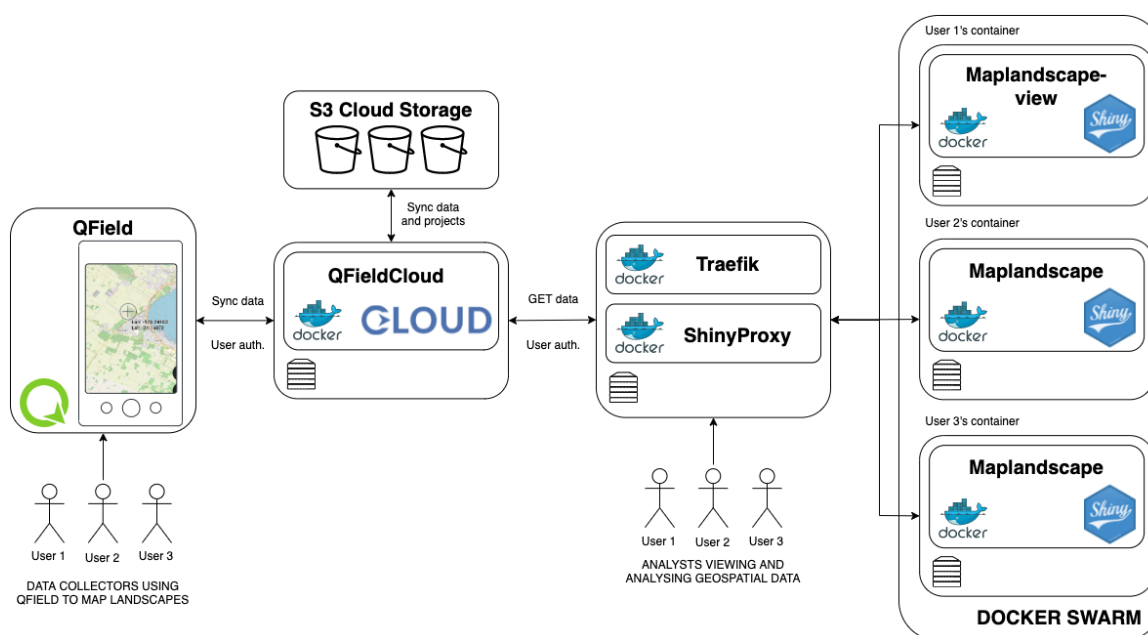 QField
User 1
User 2
User 3
DATA COLLECTORS USING
QFIELD TO MAP LANDSCAPES
Sync data
User auth.
S3 Cloud Storage
Sync data
and projects
QFieldCloud
docker
CLOUD
GET data
User auth.
docker
Traefik
docker
ShinyProxy
User 1
User 2
User 3
ANALYSTS VIEWING AND
ANALYSING GEOSPATIAL DATA
User 1's container
Maplandscape-
view
docker
Shiny
User 2's container
Maplandscape
docker
Shiny
User 3's container
Maplandscape
docker
Shiny
DOCKER SWARM